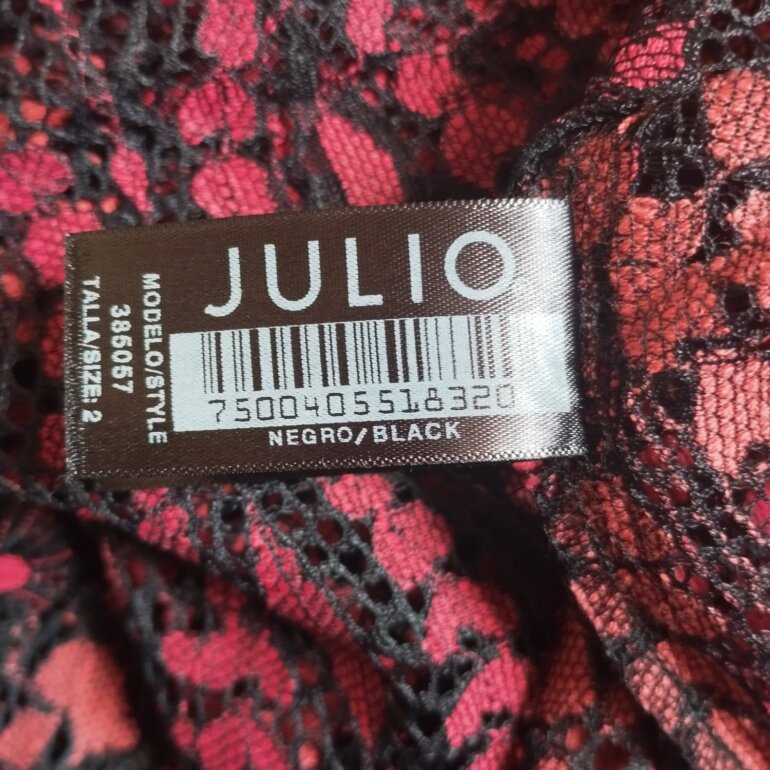 JULIO
7500405518320
NEGRO/BLACK
MODELO/STYLE
385057
TALLA/SIZE: 2